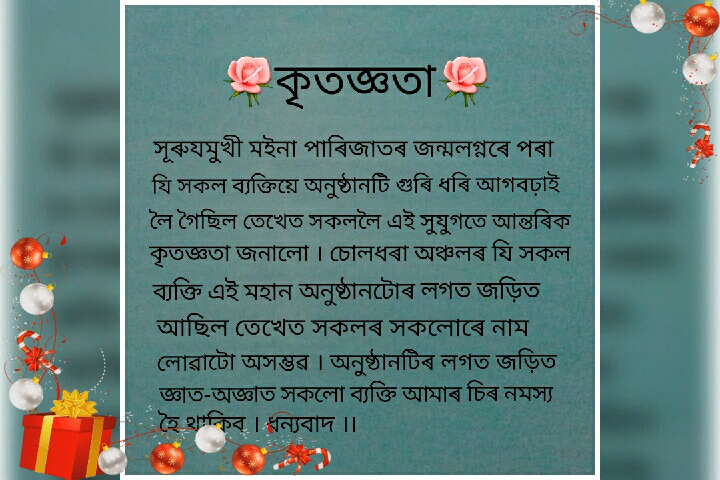 কৃতজ্ঞতা
সূৰুযমুখী মইনা পাৰিজাতৰ জন্মলগ্নৰে পৰা
যি সকল ব্যক্তিয়ে অনুষ্ঠানটি গুৰি ধৰি আগবঢ়াই
লৈ গৈছিল তেখেত সকললৈ এই সুযুগতে আন্তৰিক
কৃতজ্ঞতা জনালো । চোলধৰা অঞ্চলৰ যি সকল
ব্যক্তি এই মহান অনুষ্ঠানটোৰ লগত জড়িত
আছিল তেখেত সকলৰ সকলোৰে নাম
লোৱাটো অসম্ভৱ । অনুষ্ঠানটিৰ লগত জড়িত
জ্ঞাত-অজ্ঞাত সকলো ব্যক্তি আমাৰ চিৰ নমস্য
হৈ থাকিব । ধন্যবাদ ।।